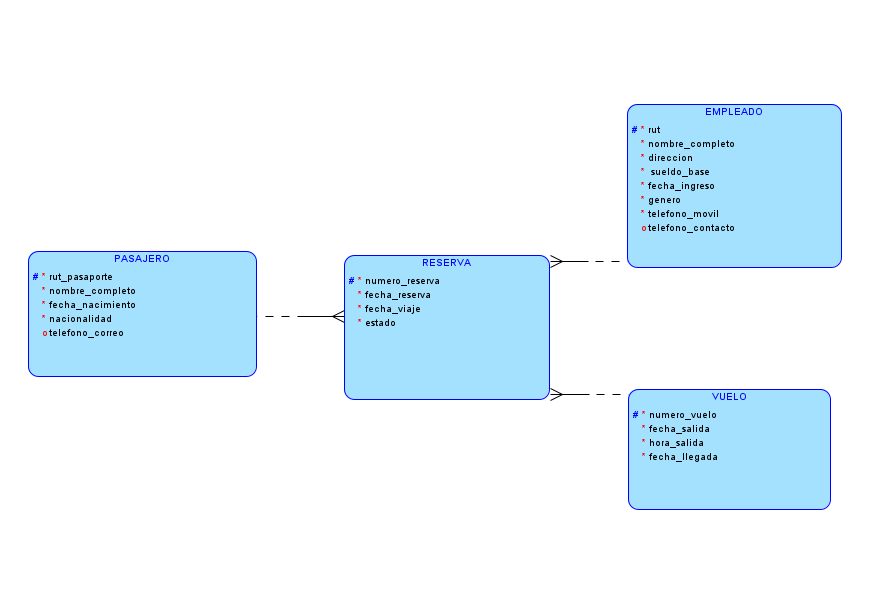 EMPLEADO
# * rut
* nombre_completo
* direccion
* sueldo_base
* fecha_ingreso
* genero
* telefono_movil
o telefono_contacto
PASAJERO
# * rut_pasaporte
* nombre_completo
* fecha_nacimiento
* nacionalidad
o telefono_correo
RESERVA
# * numero_reserva
* fecha_reserva
* fecha_viaje
* estado
VUELO
# * numero_vuelo
* fecha_salida
* hora_salida
* fecha_llegada